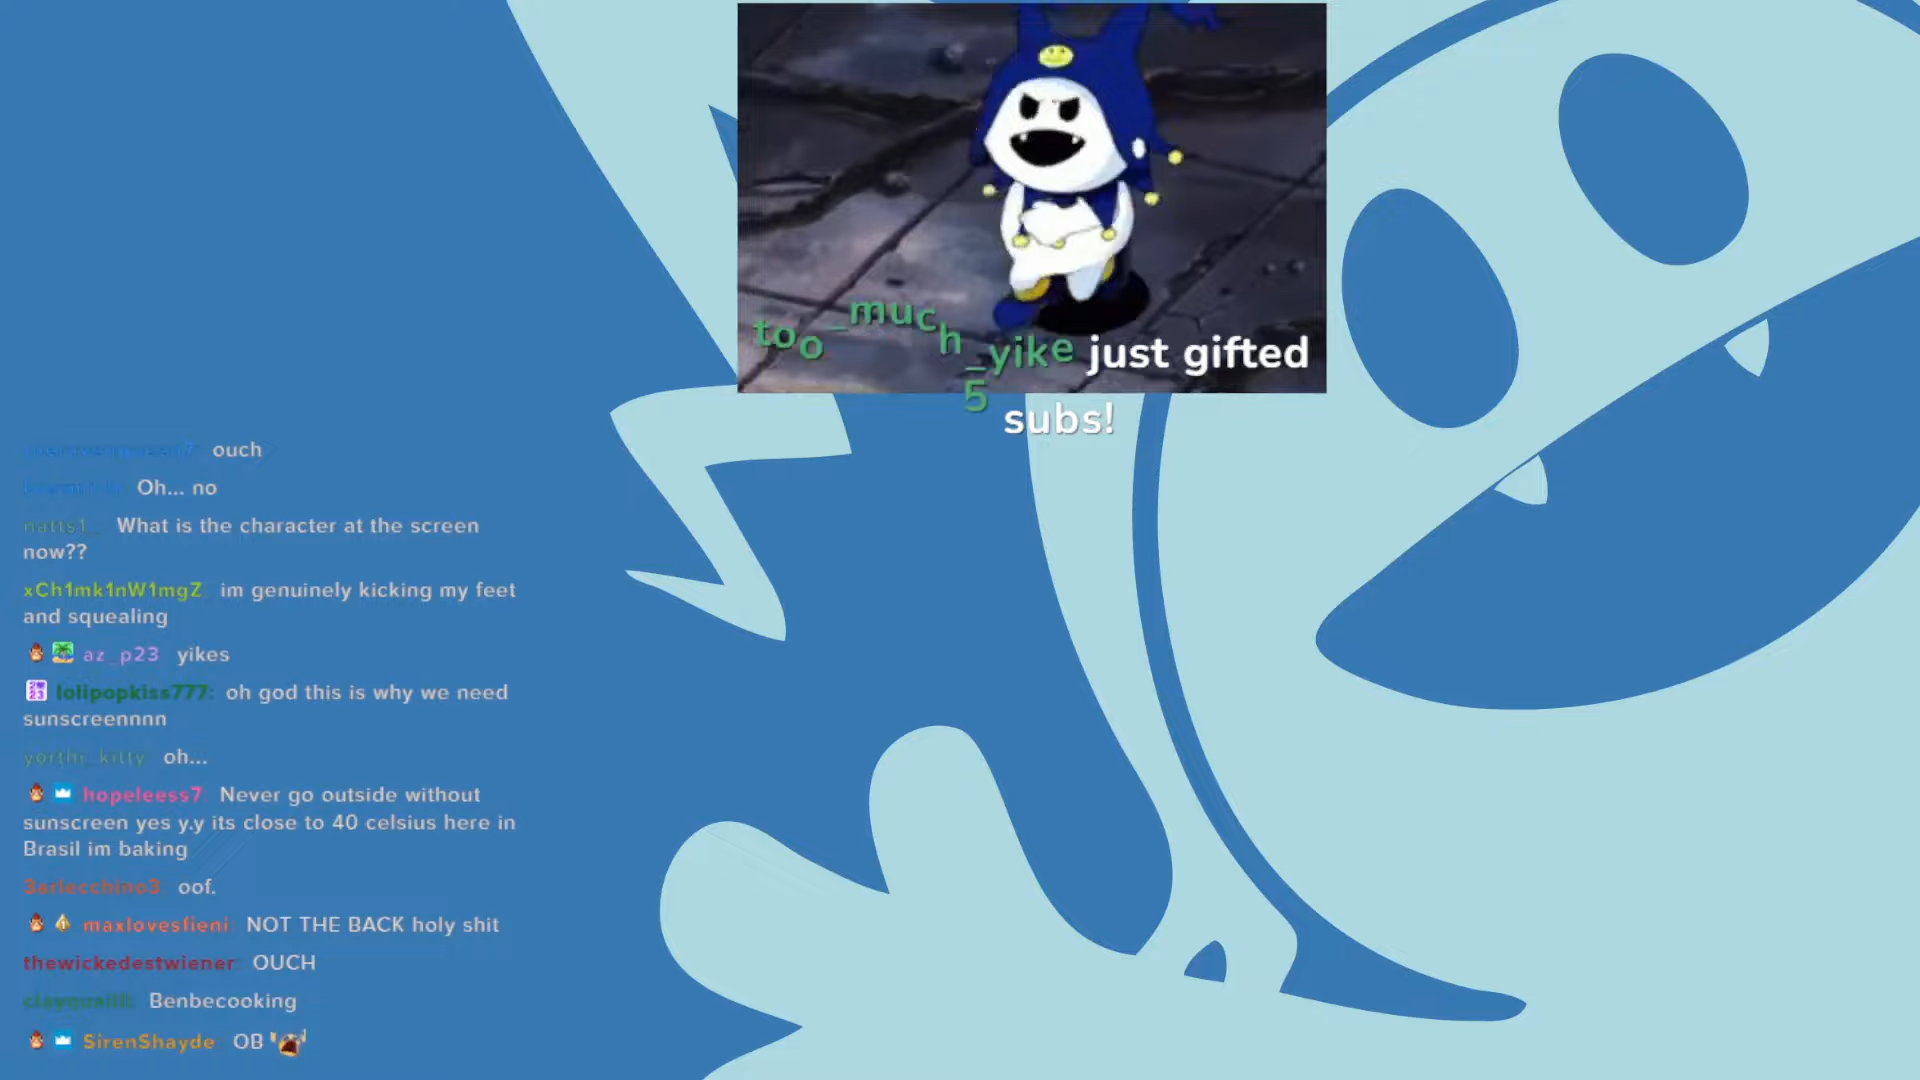 too_much_yike just gifted
5 subs!
ouch
Oh... no
natts1_ What is the character at the screen
now??
xCh1mk1nW1mgZ im genuinely kicking my feet
and squealing
az_p23 yikes
lolipopkiss777: oh god this is why we need
sunscreennnn
yorthr_kitty oh...
hopeleess7: Never go outside without
sunscreen yes y.y its close to 40 celsius here in
Brasil im baking
3arlecchino3 oof.
maxlovesfieni: NOT THE BACK holy shit
thewickedestwiener: OUCH
Benbecooking
SirenShayde OB